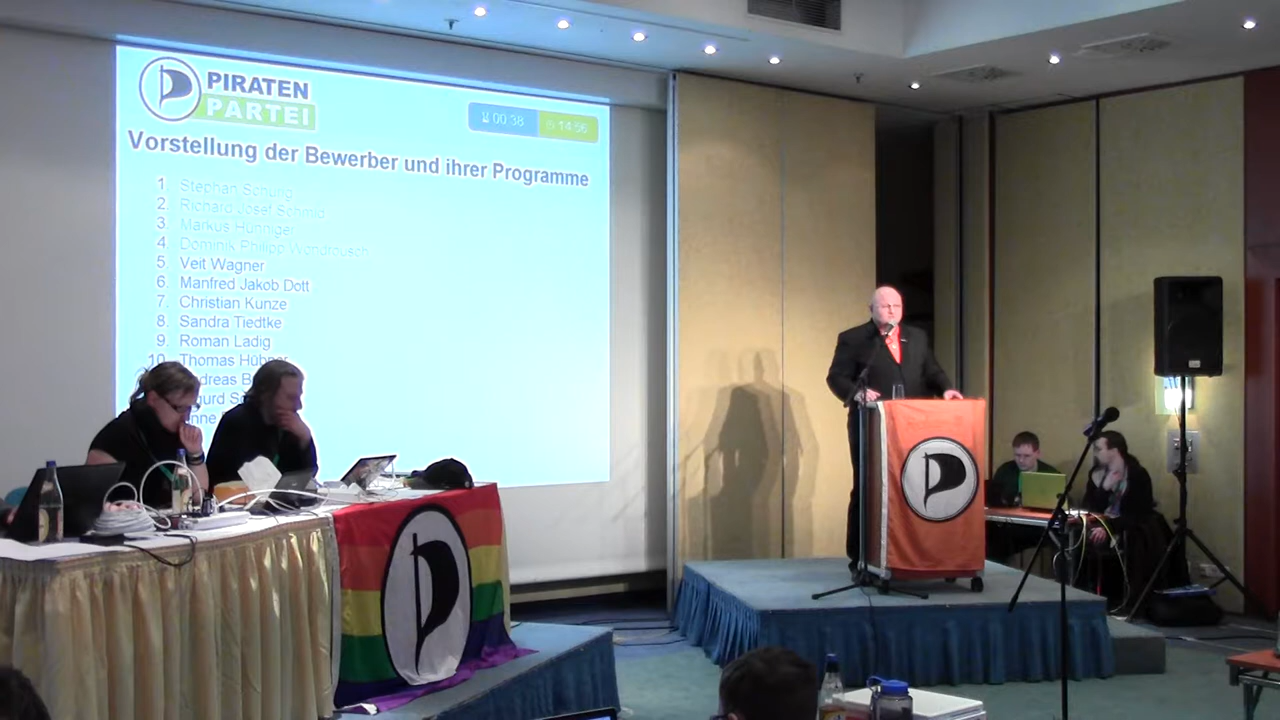 PIRATEN
PARTEI
00:38
14:56
Vorstellung der Bewerber und ihrer Programme
1. Stephan Schurig
2. Richard Josef Schmid
3. Markus Hünniger
4. Dominik Philipp Wondrousch
5. Veit Wagner
6. Manfred Jakob Dott
7. Christian Kunze
8. Sandra Tiedtke
9. Roman Ladig
10. Thomas Hübner